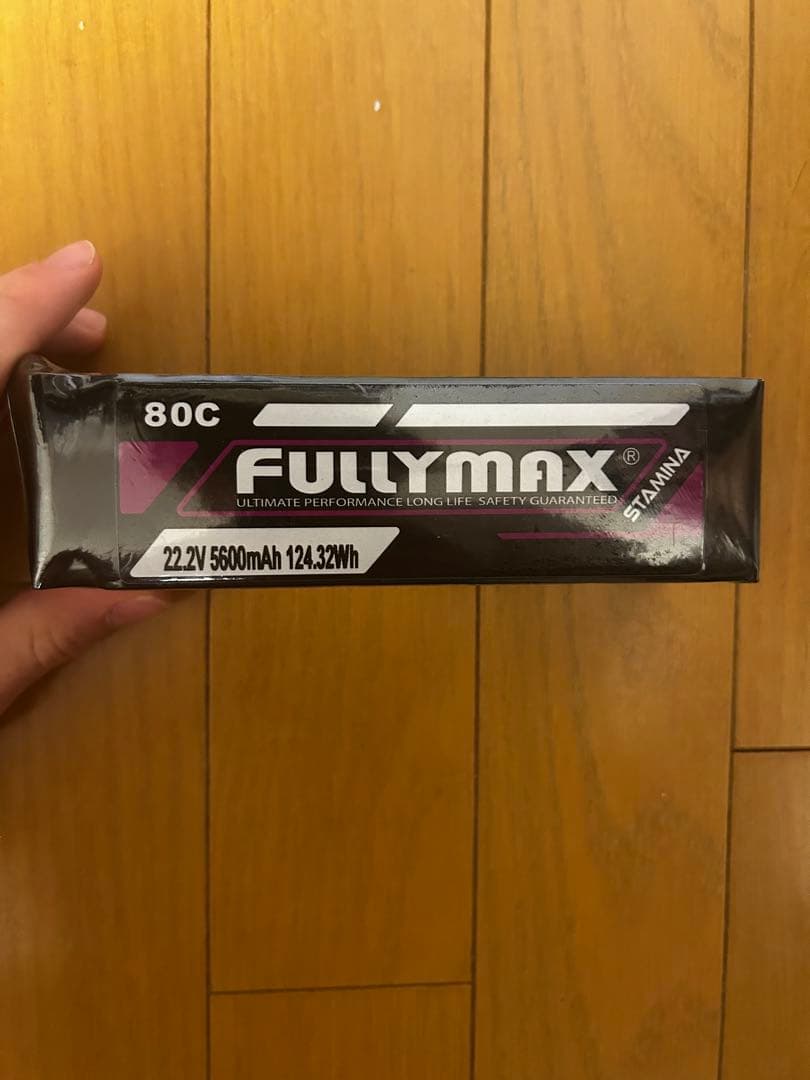 80C
FULLYMAX®
ULTIMATE PERFORMANCE LONG LIFE SAFETY GUARANTEED
STAMINA
22.2V 5600mAh 124.32Wh